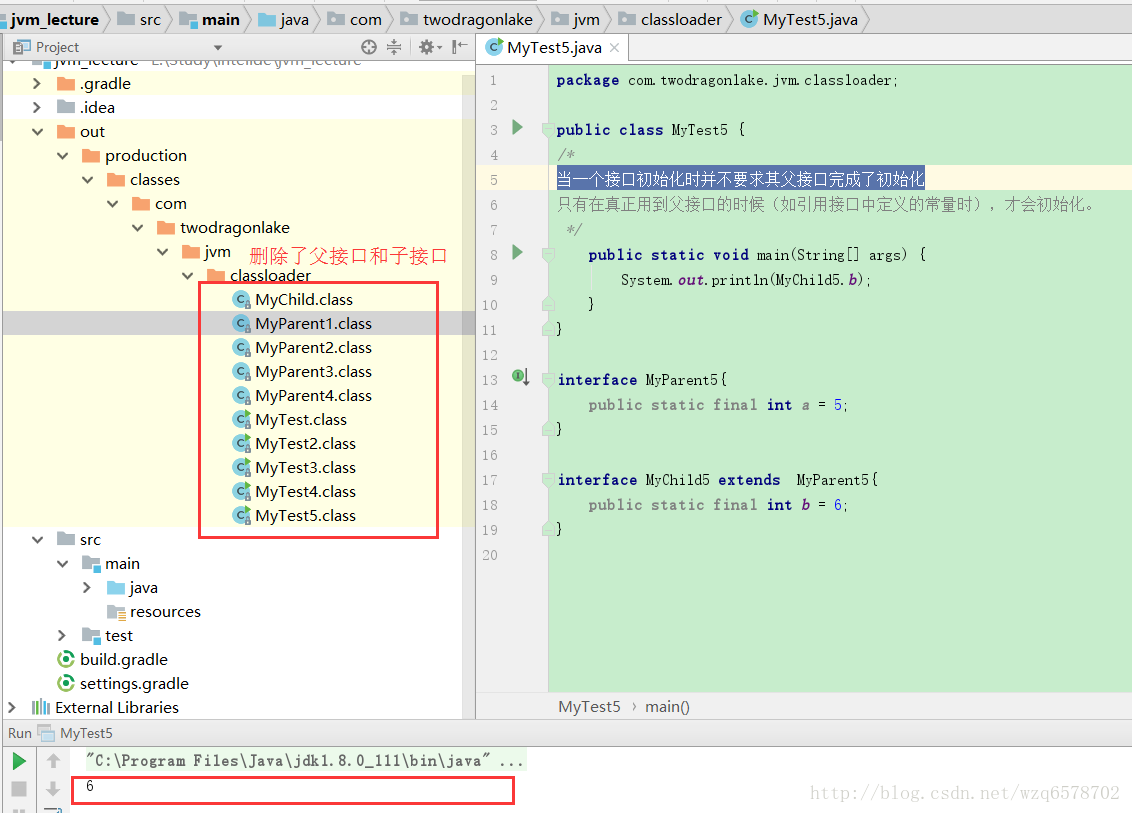 jvm_lecture src main java com twodragonlake jvm classloader MyTest5.java
Project
MyTest5.java
.gradle
.idea
out
production
classes
com
twodragonlake
jvm 删除了父接口和子接口
classloader
MyChild.class
MyParent1.class
MyParent2.class
MyParent3.class
MyParent4.class
MyTest.class
MyTest2.class
MyTest3.class
MyTest4.class
MyTest5.class
src
main
java
resources
test
build.gradle
settings.gradle
External Libraries
1 package com.twodragonlake.jvm.classloader;
2
3 public class MyTest5 {
4 /*
5 当一个接口初始化时并不要求其父接口完成了初始化
6 只有在真正用到父接口的时候（如引用接口中定义的常量时），才会初始化。
7 */
8 public static void main(String[] args) {
9 System.out.println(MyChild5.b);
10 }
11 }
12
13 interface MyParent5{
14 public static final int a = 5;
15 }
16
17 interface MyChild5 extends MyParent5{
18 public static final int b = 6;
19 }
20
MyTest5 › main()
Run MyTest5
"C:\Program Files\Java\jdk1.8.0_111\bin\java" ...
6
http://blog.csdn.net/wzq6578702